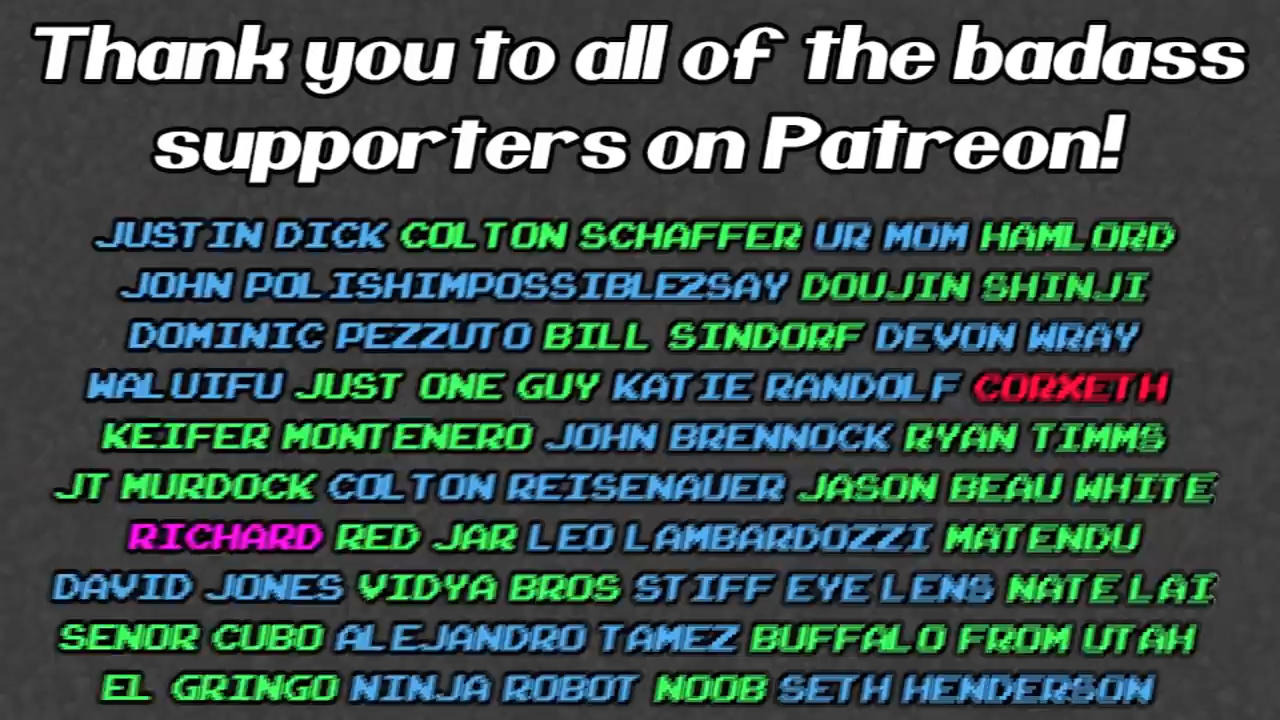 Thank you to all of the badass
supporters on Patreon!
JUSTIN DICK COLTON SCHAFFER UR MOM HAMLORD
JOHN POLISHIMPOSSIBLE2SAY DOUJIN SHINJI
DOMINIC PEZZUTO BILL SINDORF DEVON WRAY
WALUIFU JUST ONE GUY KATIE RANDOLF CORXETH
KEIFER MONTENERO JOHN BRENNOCK RYAN TIMMS
JT MURDOCK COLTON REISENAUER JASON BEAU WHITE
RICHARD RED JAR LEO LAMBARDOZZI MATENDU
DAVID JONES VIDYA BROS STIFF EYE LENS NATE LAI
SENOR CUBO ALEJANDRO TAMEZ BUFFALO FROM UTAH
EL GRINGO NINJA ROBOT NOOB SETH HENDERSON